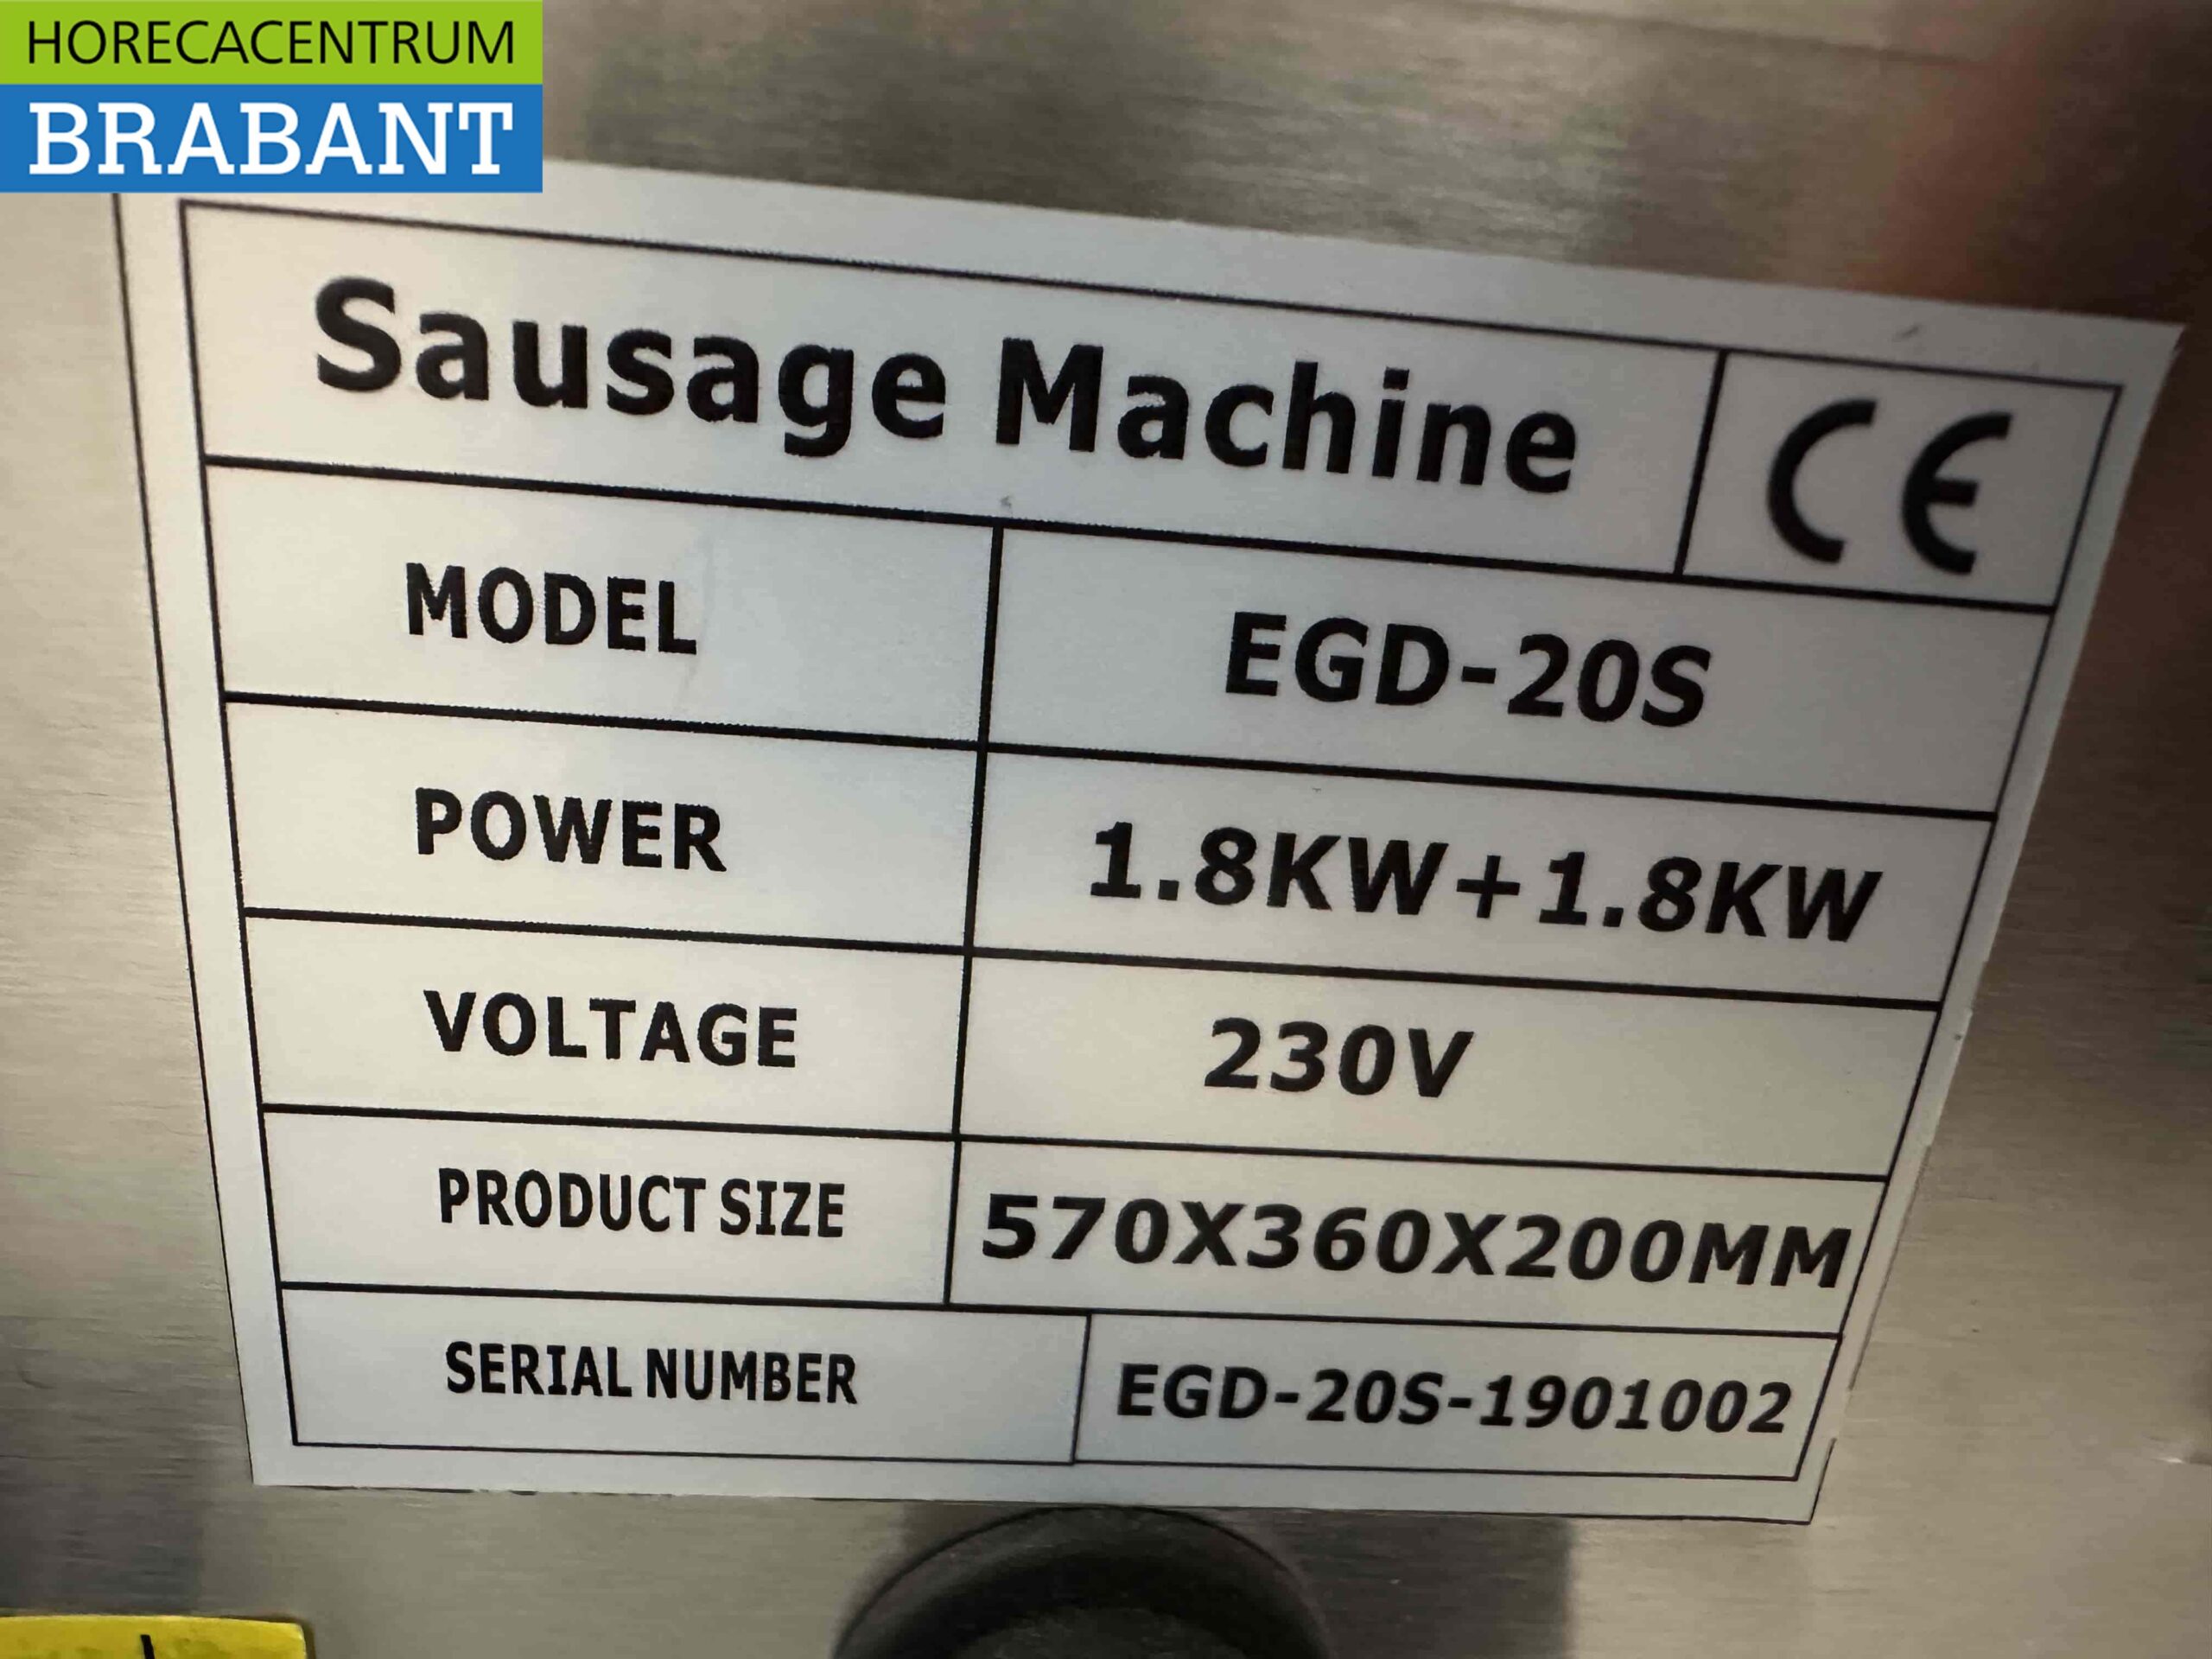 HORECACENTRUM
BRABANT
Sausage Machine CE
MODEL EGD-20S
POWER 1.8KW+1.8KW
VOLTAGE 230V
PRODUCT SIZE 570X360X200MM
SERIAL NUMBER EGD-20S-1901002